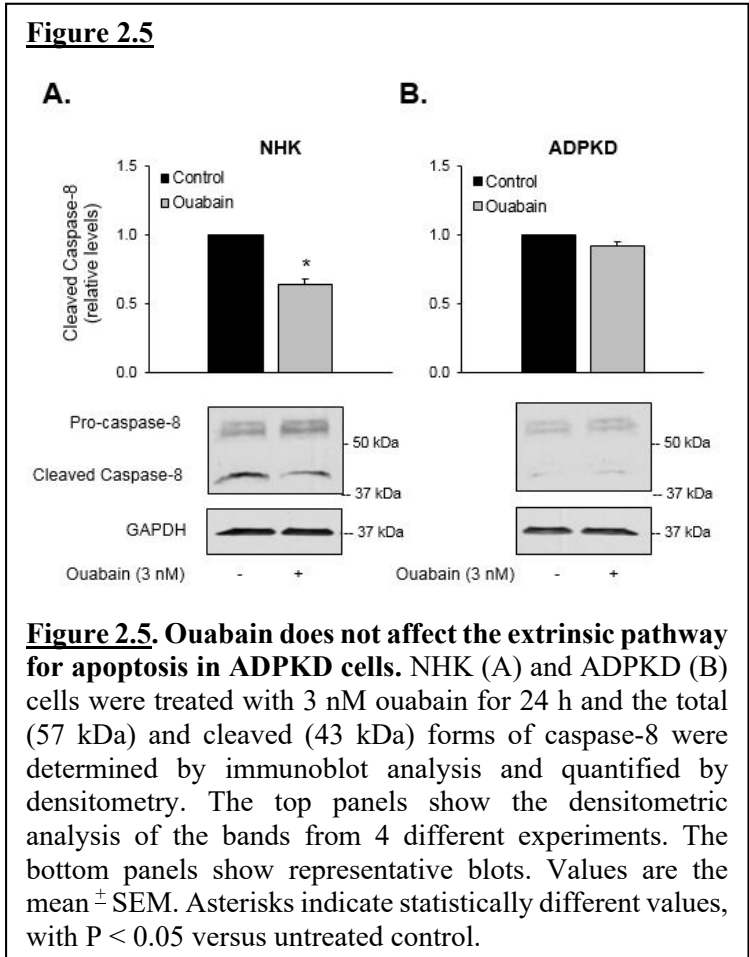 Figure 2.5
A.
B.
NHK
ADPKD
Cleaved Caspase-8
(relative levels)
1.5
1.0
0.5
0.0
Control
Ouabain
*
1.5
1.0
0.5
0.0
Control
Ouabain
Pro-caspase-8
- 50 kDa
- 50 kDa
Cleaved Caspase-8
-- 37 kDa
-- 37 kDa
GAPDH
-- 37 kDa
-- 37 kDa
Ouabain (3 nM) - +
Ouabain (3 nM) - +
Figure 2.5. Ouabain does not affect the extrinsic pathway
for apoptosis in ADPKD cells. NHK (A) and ADPKD (B)
cells were treated with 3 nM ouabain for 24 h and the total
(57 kDa) and cleaved (43 kDa) forms of caspase-8 were
determined by immunoblot analysis and quantified by
densitometry. The top panels show the densitometric
analysis of the bands from 4 different experiments. The
bottom panels show representative blots. Values are the
mean ± SEM. Asterisks indicate statistically different values,
with P < 0.05 versus untreated control.